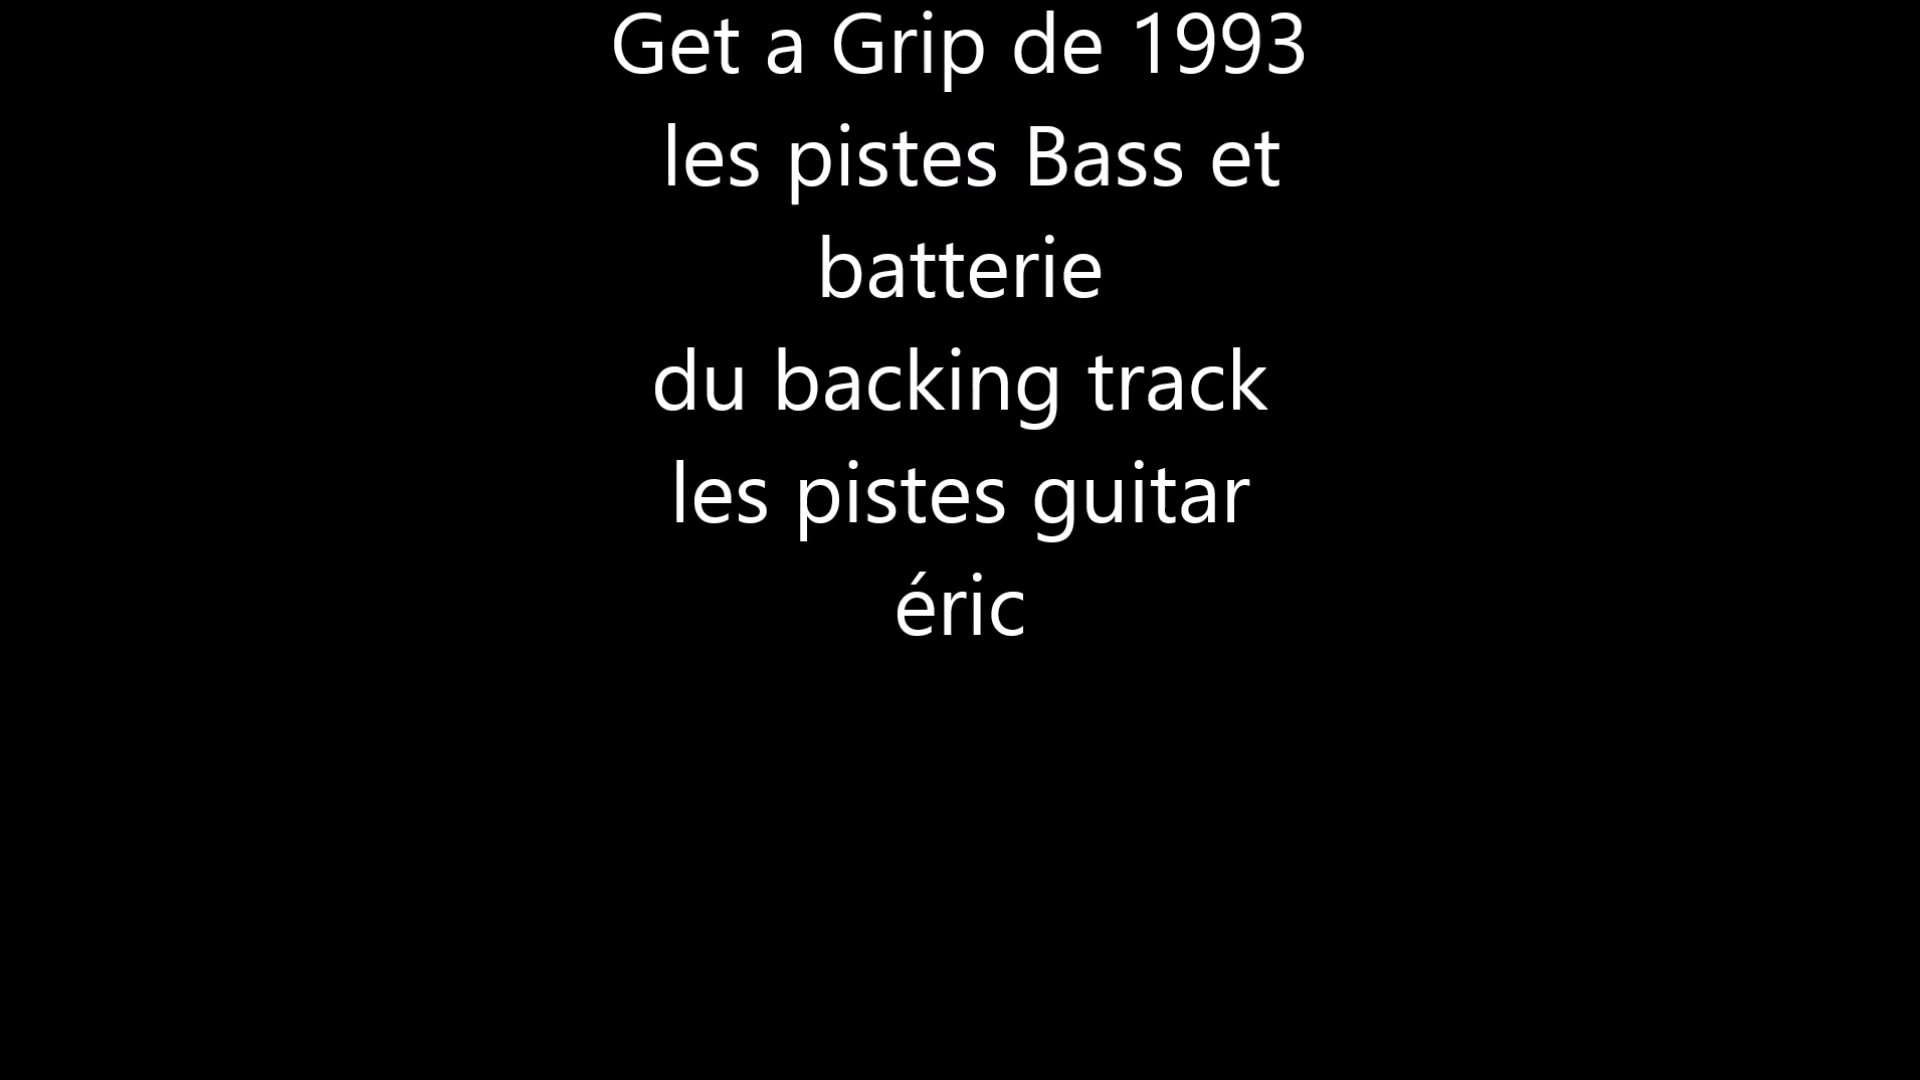 Get a Grip de 1993
les pistes Bass et
batterie
du backing track
les pistes guitar
éric